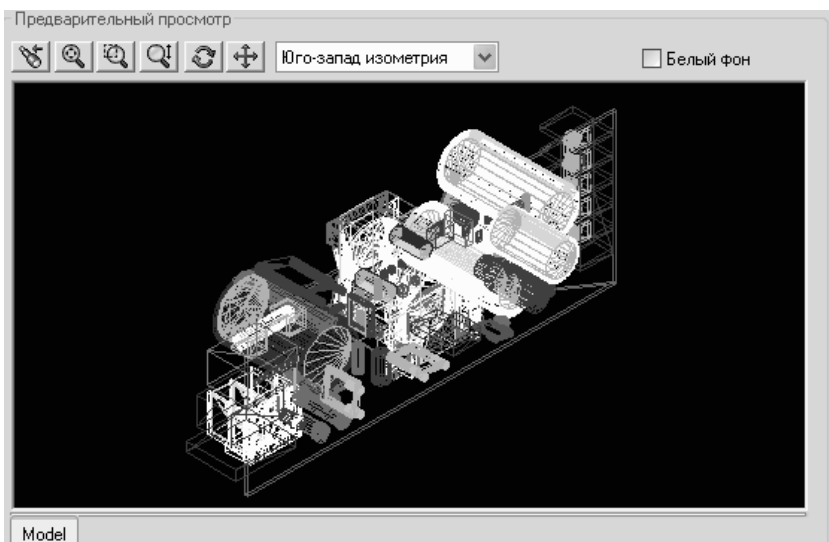 Предварительный просмотр
Юго-запад изометрия
Белый фон
Model